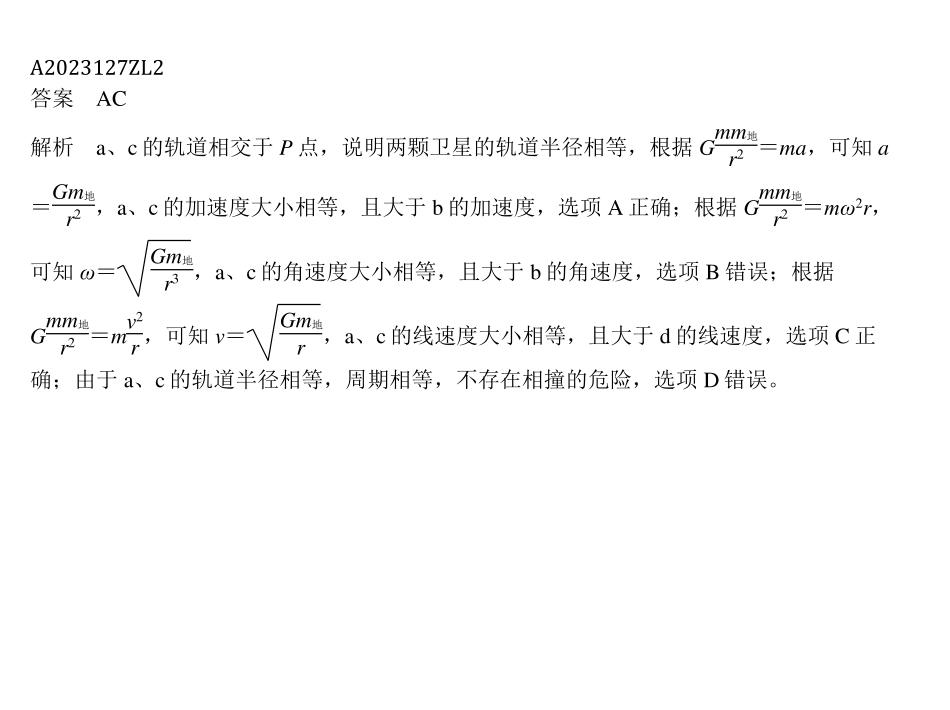 A2023127ZL2
答案　AC
解析　a、c 的轨道相交于 P 点，说明两颗卫星的轨道半径相等，根据 G\frac{mm_{地}}{r^2}＝ma，可知 a
＝\frac{Gm_{地}}{r^2}，a、c 的加速度大小相等，且大于 b 的加速度，选项 A 正确；根据 G\frac{mm_{地}}{r^2}＝mω^2r，
可知 ω＝\sqrt{\frac{Gm_{地}}{r^3}}，a、c 的角速度大小相等，且大于 b 的角速度，选项 B 错误；根据
G\frac{mm_{地}}{r^2}＝m\frac{v^2}{r}，可知 v＝\sqrt{\frac{Gm_{地}}{r}}，a、c 的线速度大小相等，且大于 d 的线速度，选项 C 正
确；由于 a、c 的轨道半径相等，周期相等，不存在相撞的危险，选项 D 错误。